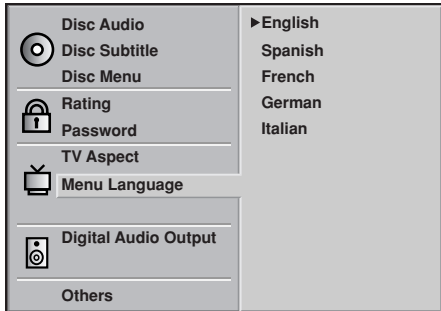 Disc Audio
Disc Subtitle
Disc Menu
Rating
Password
TV Aspect
Menu Language
Digital Audio Output
Others
English
Spanish
French
German
Italian